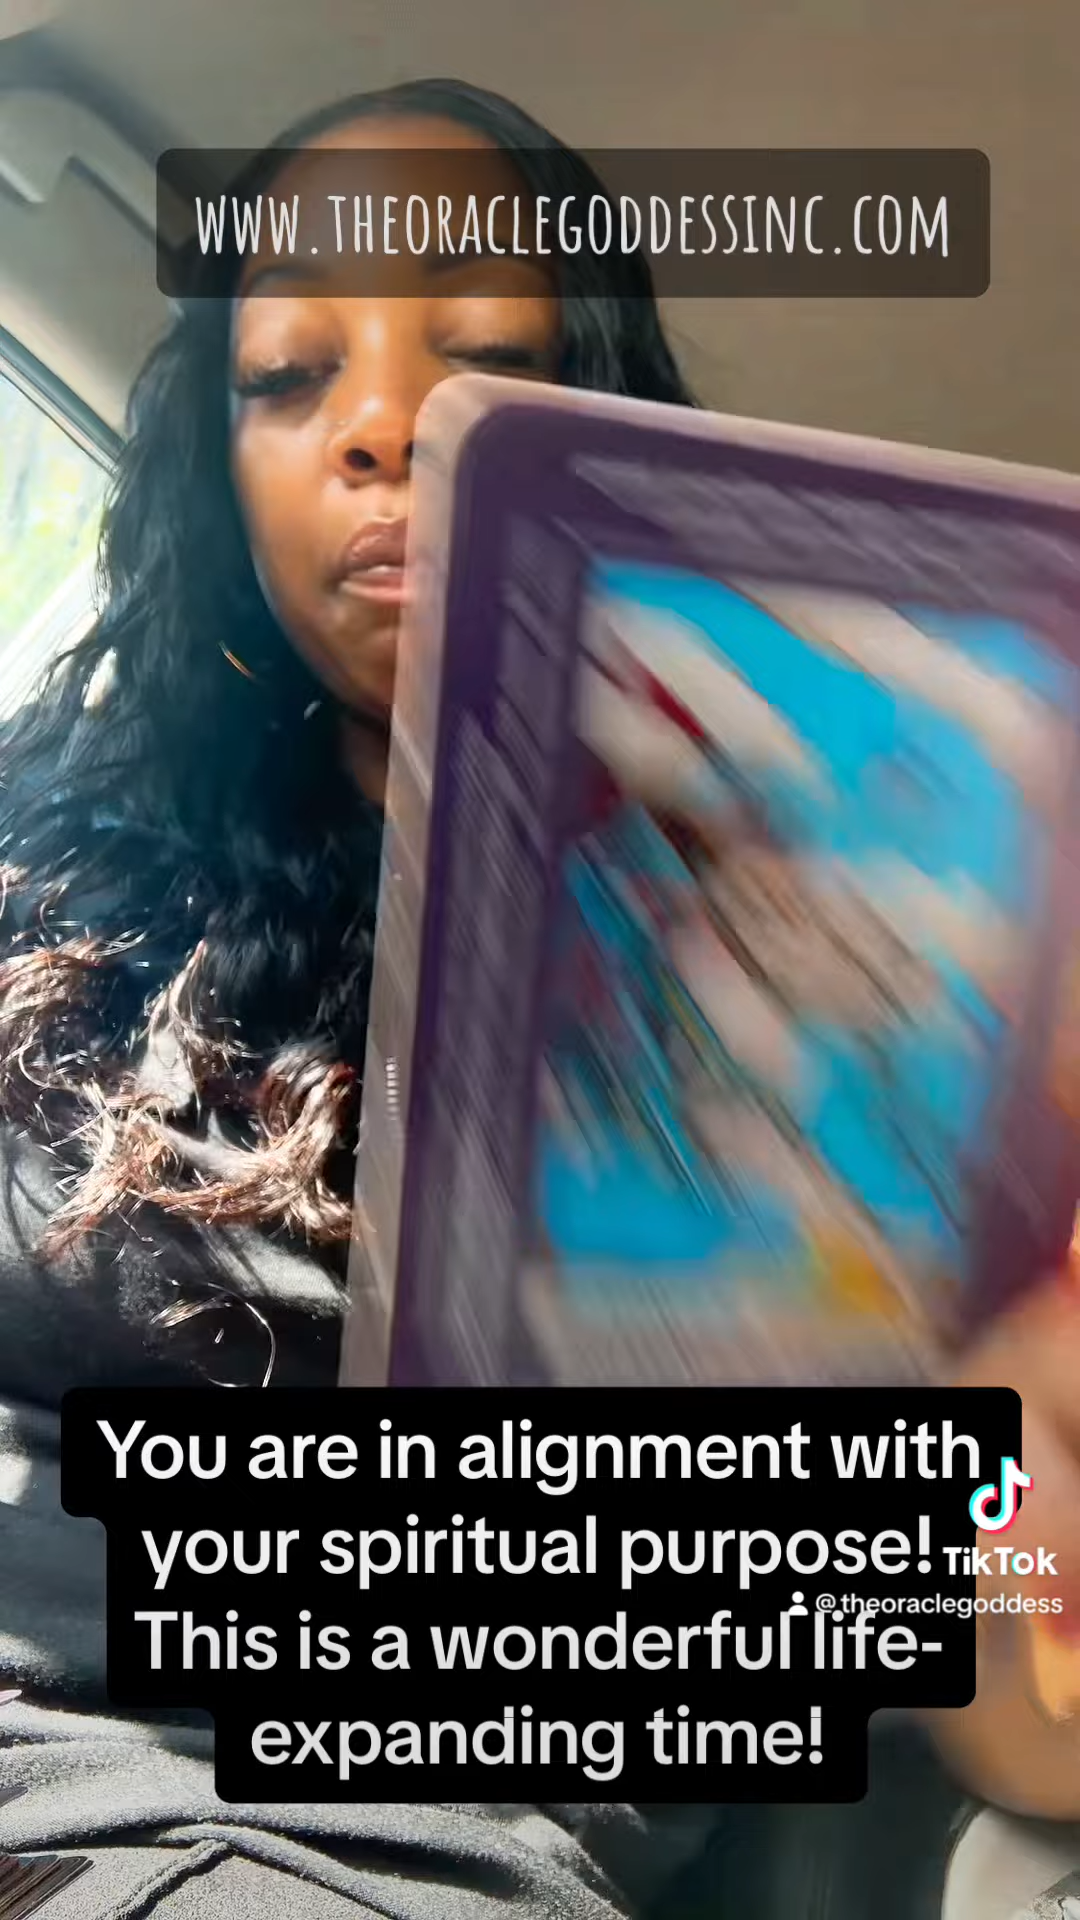 WWW.THEORACLEGODDESSINC.COM
You are in alignment with
your spiritual purpose!
This is a wonderful life-
expanding time!
TikTok
@theoraclegoddess